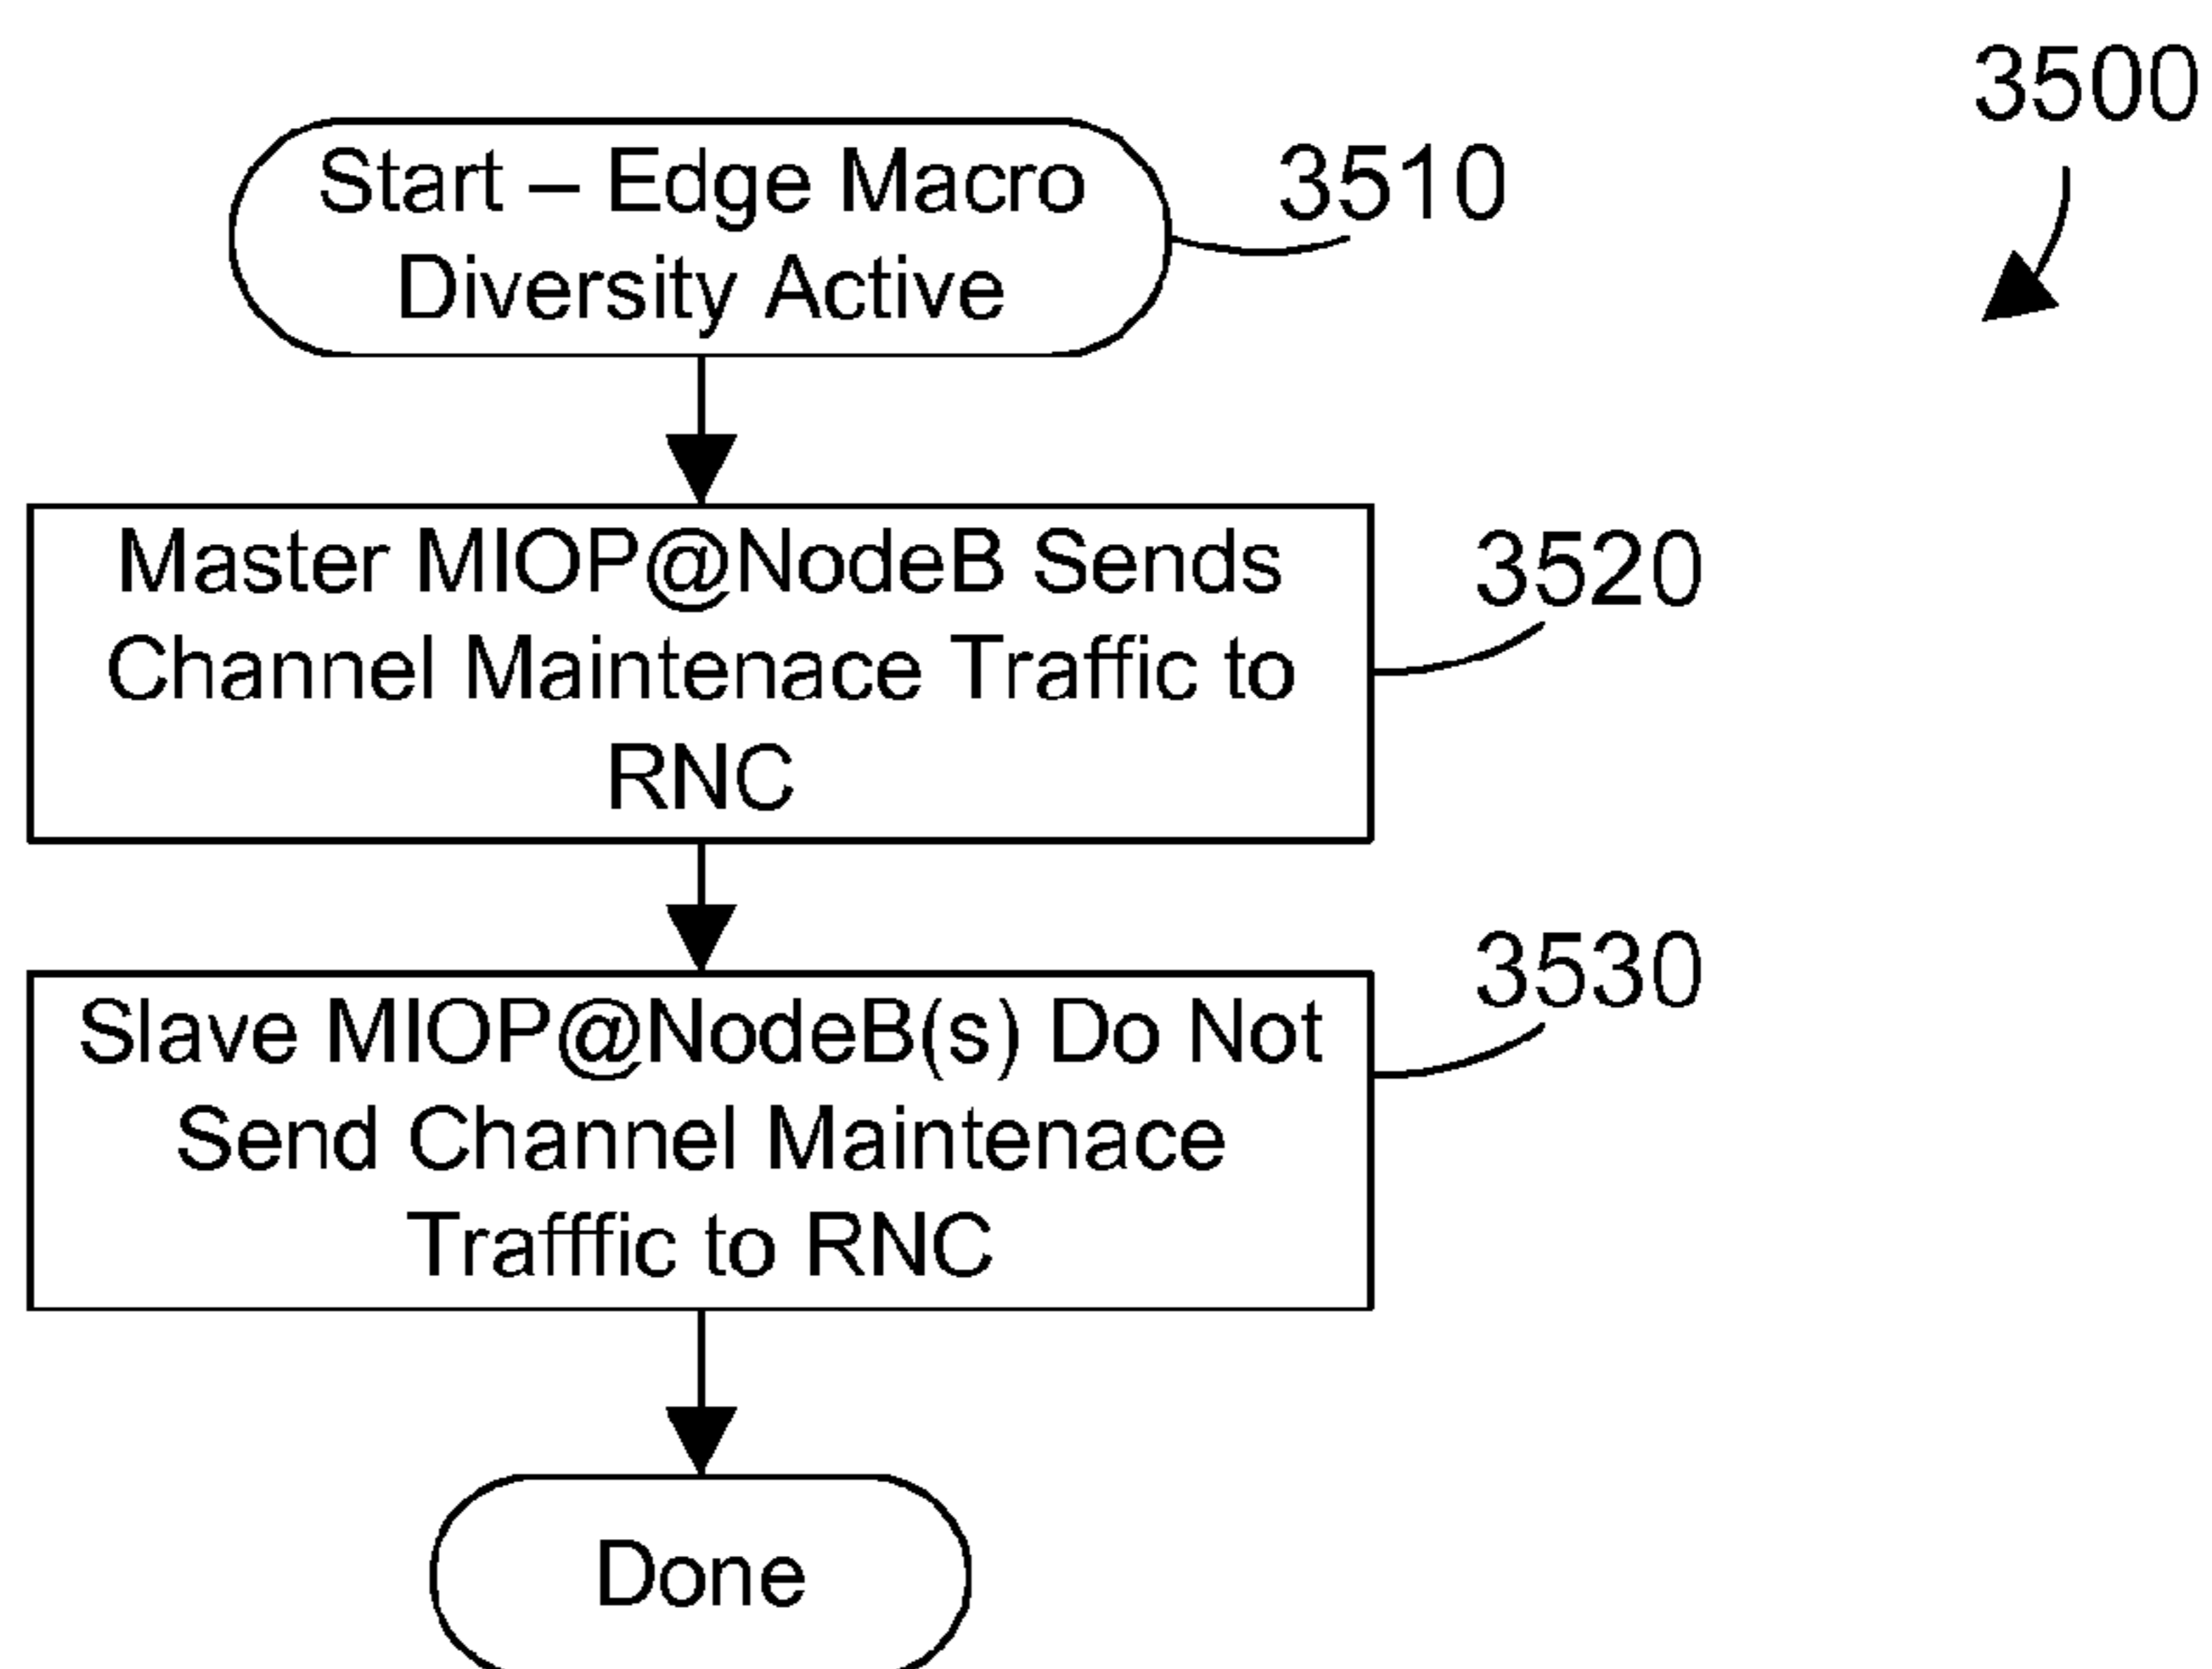 3500
Start – Edge Macro
Diversity Active
3510
Master MIOP@NodeB Sends
Channel Maintenace Traffic to
RNC
3520
Slave MIOP@NodeB(s) Do Not
Send Channel Maintenace
Trafffic to RNC
3530
Done